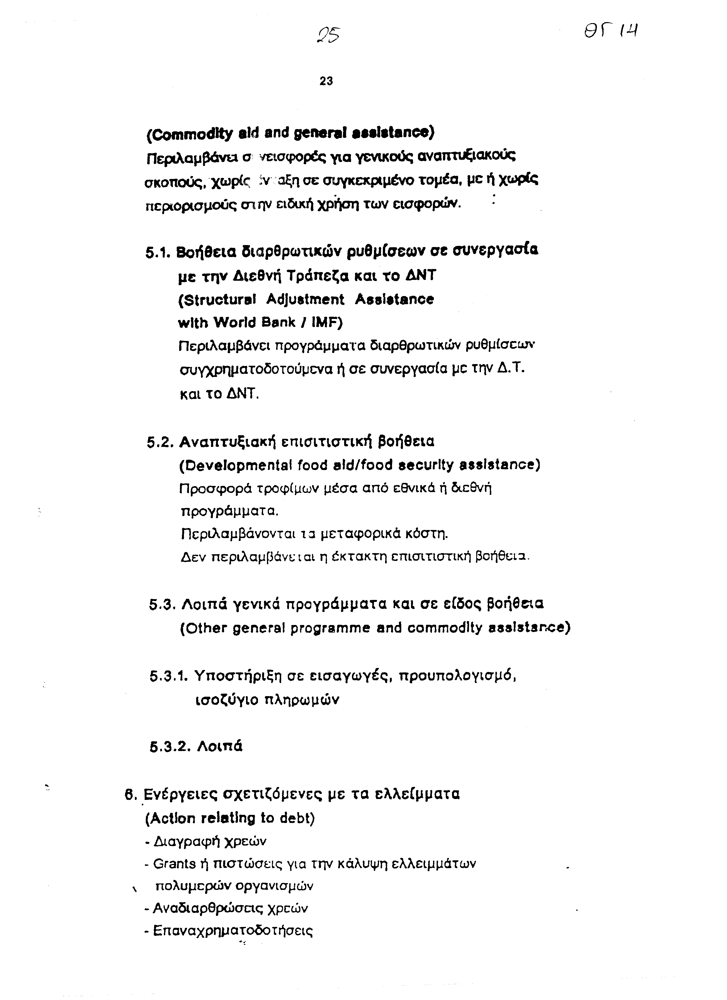 25
ΘΓ 14
23
(Commodity aid and general assistance)
Περιλαμβάνει συνεισφορές για γενικούς αναπτυξιακούς
σκοπούς, χωρίς ένταξη σε συγκεκριμένο τομέα, με ή χωρίς
περιορισμούς στην ειδική χρήση των εισφορών.
5.1. Βοήθεια διαρθρωτικών ρυθμίσεων σε συνεργασία
με την Διεθνή Τράπεζα και το ΔΝΤ
(Structural Adjustment Assistance
with World Bank / IMF)
Περιλαμβάνει προγράμματα διαρθρωτικών ρυθμίσεων
συγχρηματοδοτούμενα ή σε συνεργασία με την Δ.Τ.
και το ΔΝΤ.
5.2. Αναπτυξιακή επισιτιστική βοήθεια
(Developmental food aid/food security assistance)
Προσφορά τροφίμων μέσα από εθνικά ή διεθνή
προγράμματα.
Περιλαμβάνονται τα μεταφορικά κόστη.
Δεν περιλαμβάνεται η έκτακτη επισιτιστική βοήθεια.
5.3. Λοιπά γενικά προγράμματα και σε είδος βοήθεια
(Other general programme and commodity assistance)
5.3.1. Υποστήριξη σε εισαγωγές, προυπολογισμό,
ισοζύγιο πληρωμών
5.3.2. Λοιπά
6. Ενέργειες σχετιζόμενες με τα ελλείμματα
(Action relating to debt)
- Διαγραφή χρεών
- Grants ή πιστώσεις για την κάλυψη ελλειμμάτων
πολυμερών οργανισμών
- Αναδιαρθρώσεις χρεών
- Επαναχρηματοδοτήσεις